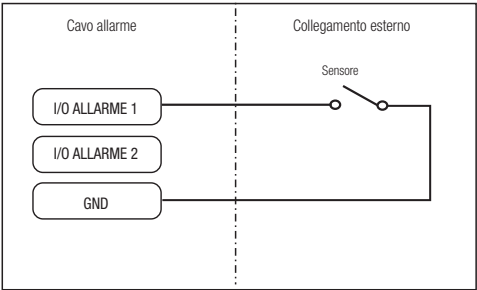 Cavo allarme
Collegamento esterno
Sensore
I/O ALLARME 1
I/O ALLARME 2
GND